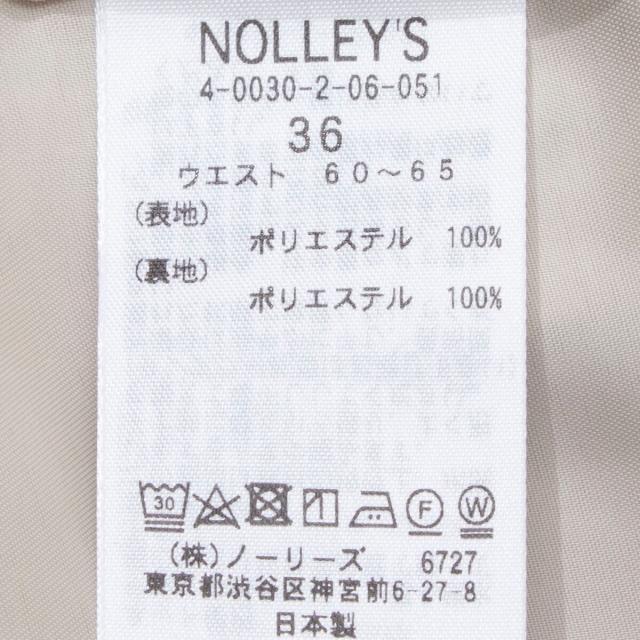 NOLLEY'S
4-0030-2-06-051
36
ウエスト 60～65
(表地)
ポリエステル 100%
(裏地)
ポリエステル 100%
30 F W
(株)ノーリーズ 6727
東京都渋谷区神宮前6-27-8
日本製